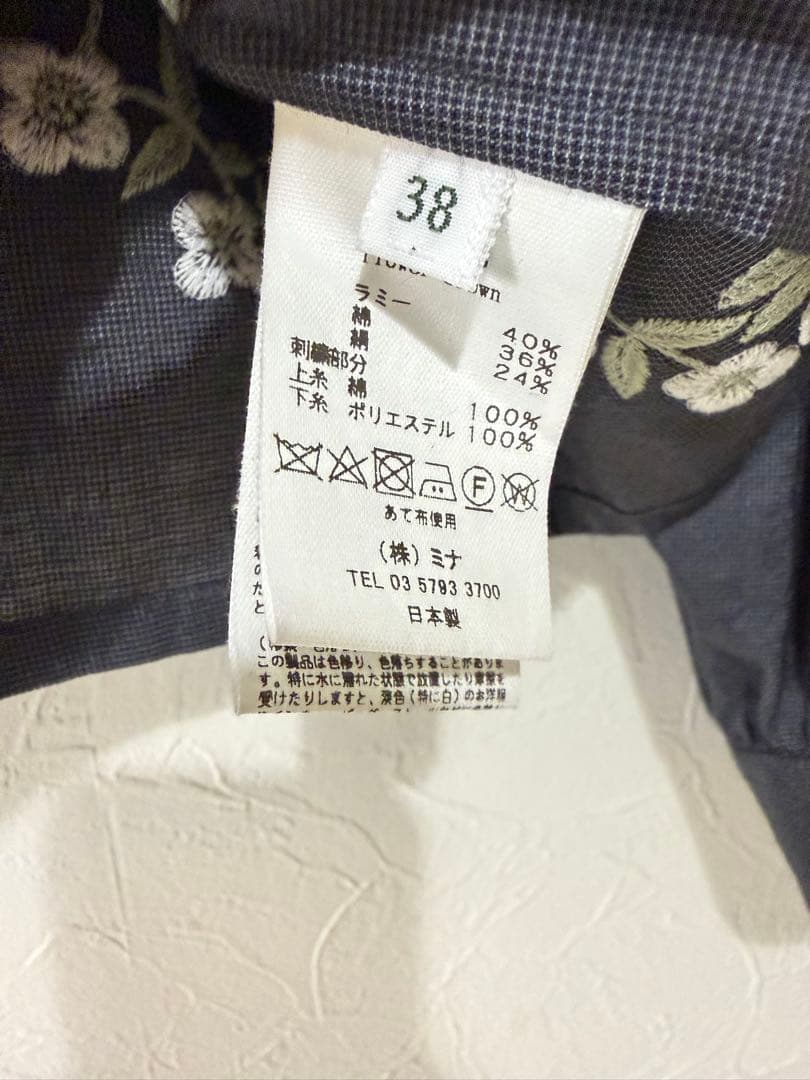 38
ラミー 40%
綿 36%
絹 24%
刺繍部分
上糸 綿 100%
下糸 ポリエステル 100%
F
W
あて布使用
(株)ミナ
TEL 03 5793 3700
日本製
この製品は色移り、色落ちすることがありま
す。特に水に濡れた状態で放置したり摩擦を
受けたりしますと、淡色(特に白)のお洋服